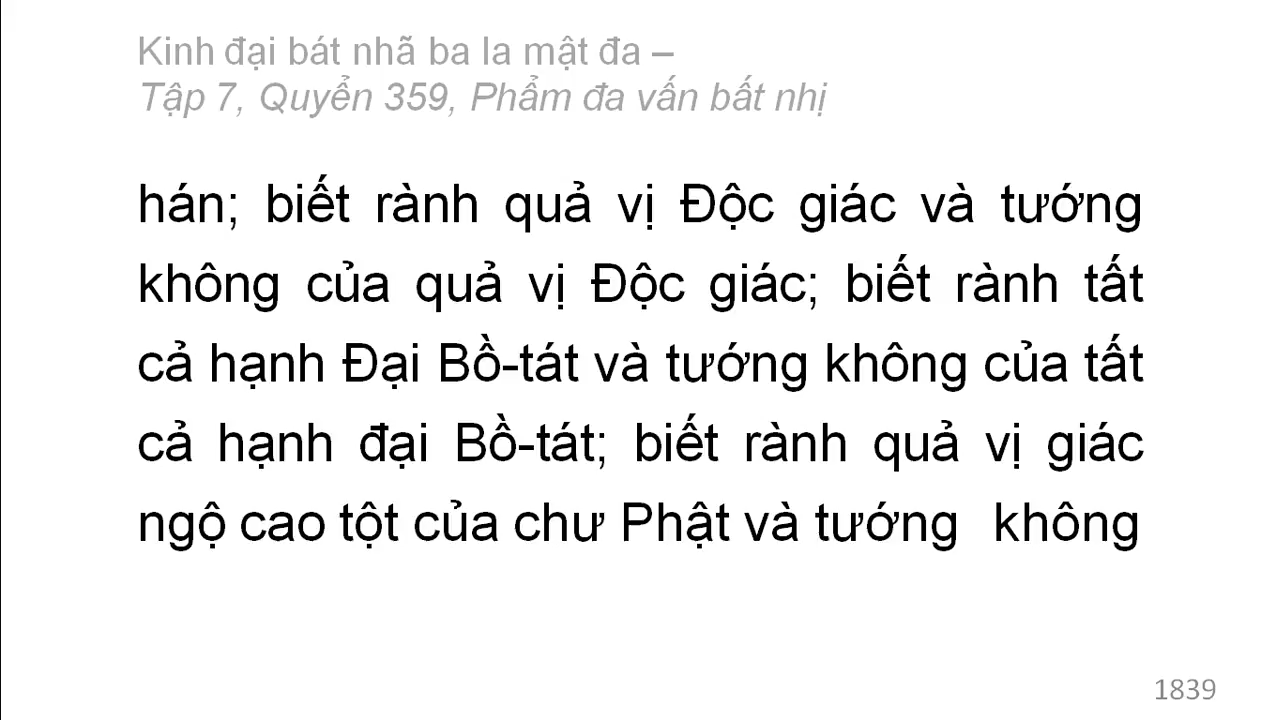 Kinh đại bát nhã ba la mật đa –
Tập 7, Quyển 359, Phẩm đa vấn bất nhị
hán; biết rành quả vị Độc giác và tướng
không của quả vị Độc giác; biết rành tất
cả hạnh Đại Bồ-tát và tướng không của tất
cả hạnh đại Bồ-tát; biết rành quả vị giác
ngộ cao tột của chư Phật và tướng không
1839